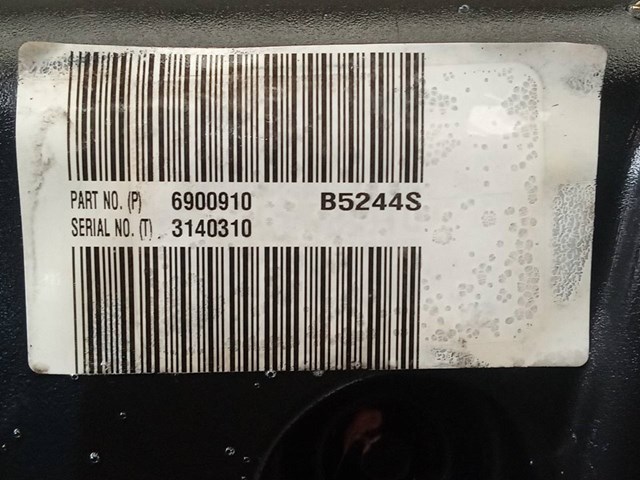 PART NO. (P) 6900910 B5244S
SERIAL NO. (T) 3140310